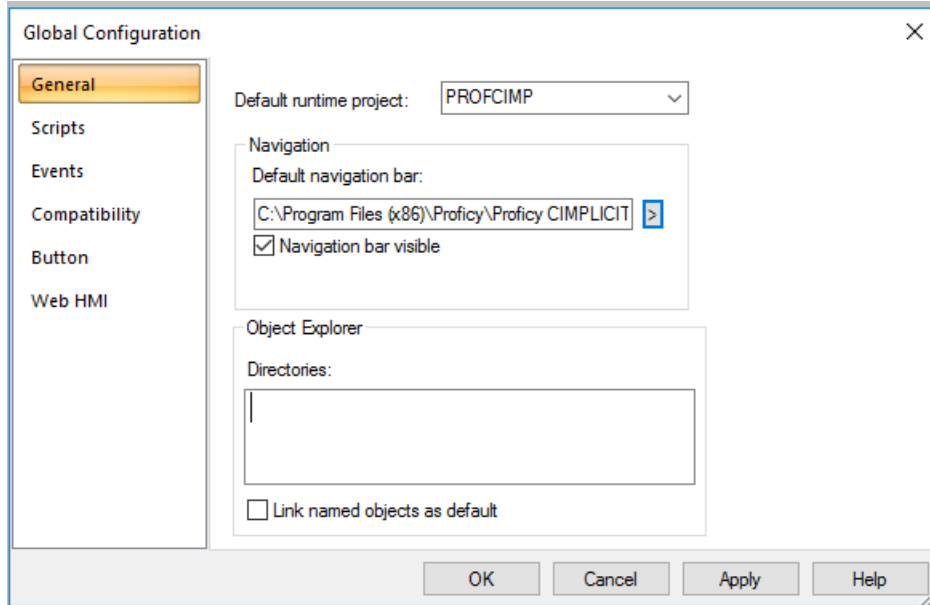 Global Configuration
General
Scripts
Events
Compatibility
Button
Web HMI
Default runtime project: PROFCIMP
Navigation
Default navigation bar:
C:\Program Files (x86)\Proficy\Proficy CIMPLICIT >
Navigation bar visible
Object Explorer
Directories:
Link named objects as default
OK Cancel Apply Help